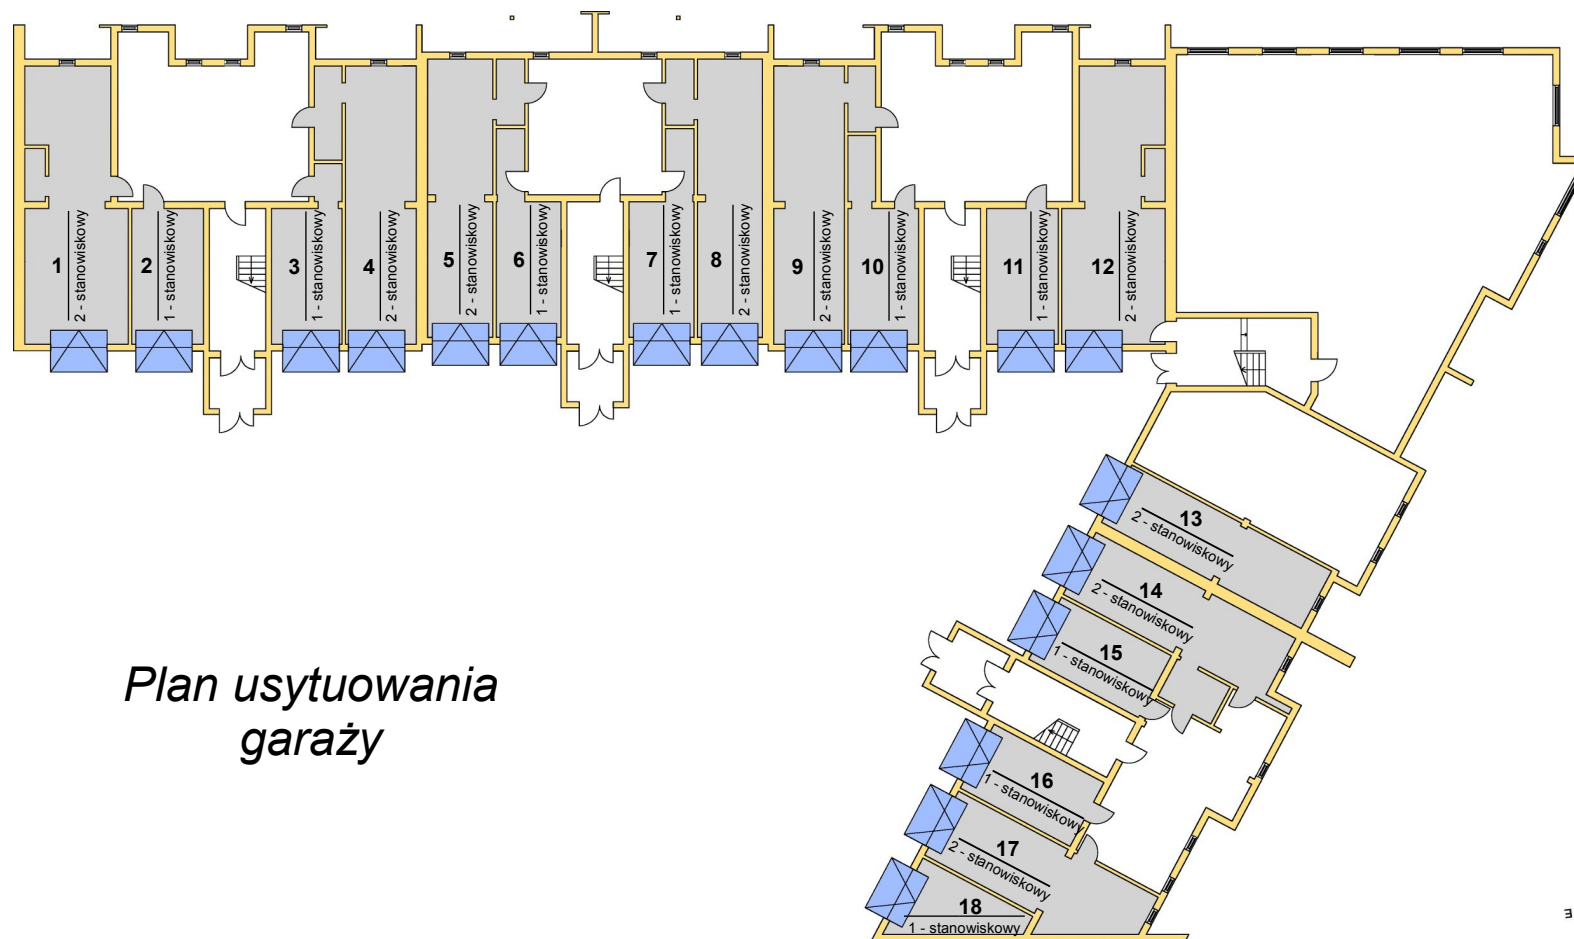 1
2 - stanowiskowy
2
1 - stanowiskowy
3
1 - stanowiskowy
4
2 - stanowiskowy
5
2 - stanowiskowy
6
1 - stanowiskowy
7
1 - stanowiskowy
8
2 - stanowiskowy
9
2 - stanowiskowy
10
1 - stanowiskowy
11
1 - stanowiskowy
12
2 - stanowiskowy
13
2 - stanowiskowy
14
2 - stanowiskowy
15
1 - stanowiskowy
16
1 - stanowiskowy
17
2 - stanowiskowy
18
1 - stanowiskowy
Plan usytuowania
garaży